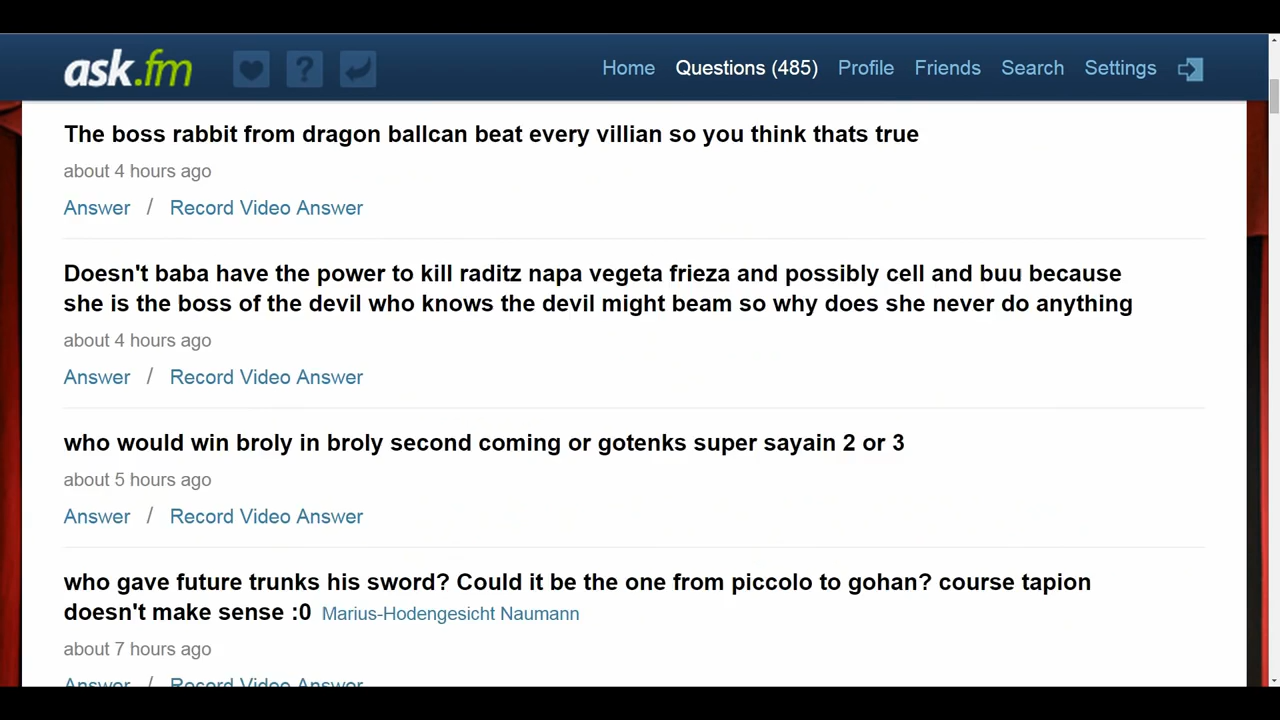 ask.fm Home Questions (485) Profile Friends Search Settings
The boss rabbit from dragon ballcan beat every villian so you think thats true
about 4 hours ago
Answer / Record Video Answer
Doesn't baba have the power to kill raditz napa vegeta frieza and possibly cell and buu because
she is the boss of the devil who knows the devil might beam so why does she never do anything
about 4 hours ago
Answer / Record Video Answer
who would win broly in broly second coming or gotenks super sayain 2 or 3
about 5 hours ago
Answer / Record Video Answer
who gave future trunks his sword? Could it be the one from piccolo to gohan? course tapion
doesn't make sense :0 Marius-Hodengesicht Naumann
about 7 hours ago
Answer / Record Video Answer